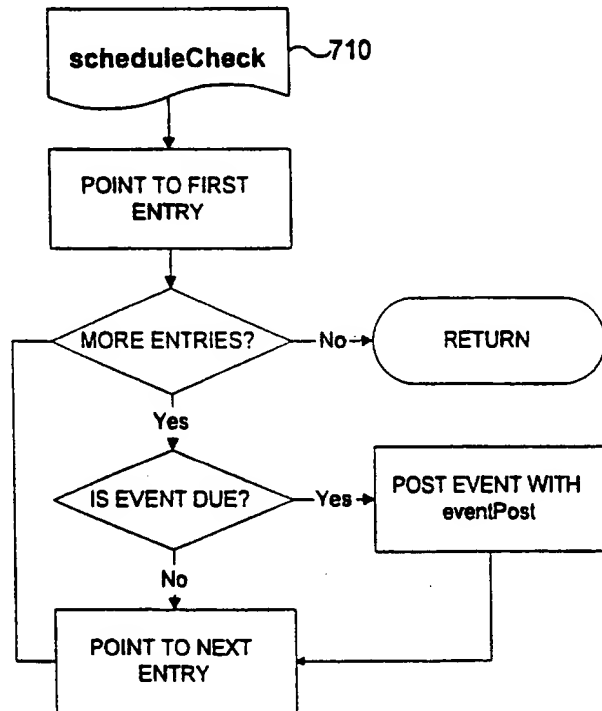 scheduleCheck
710
POINT TO FIRST
ENTRY
MORE ENTRIES?
No
RETURN
Yes
IS EVENT DUE?
Yes
POST EVENT WITH
eventPost
No
POINT TO NEXT
ENTRY